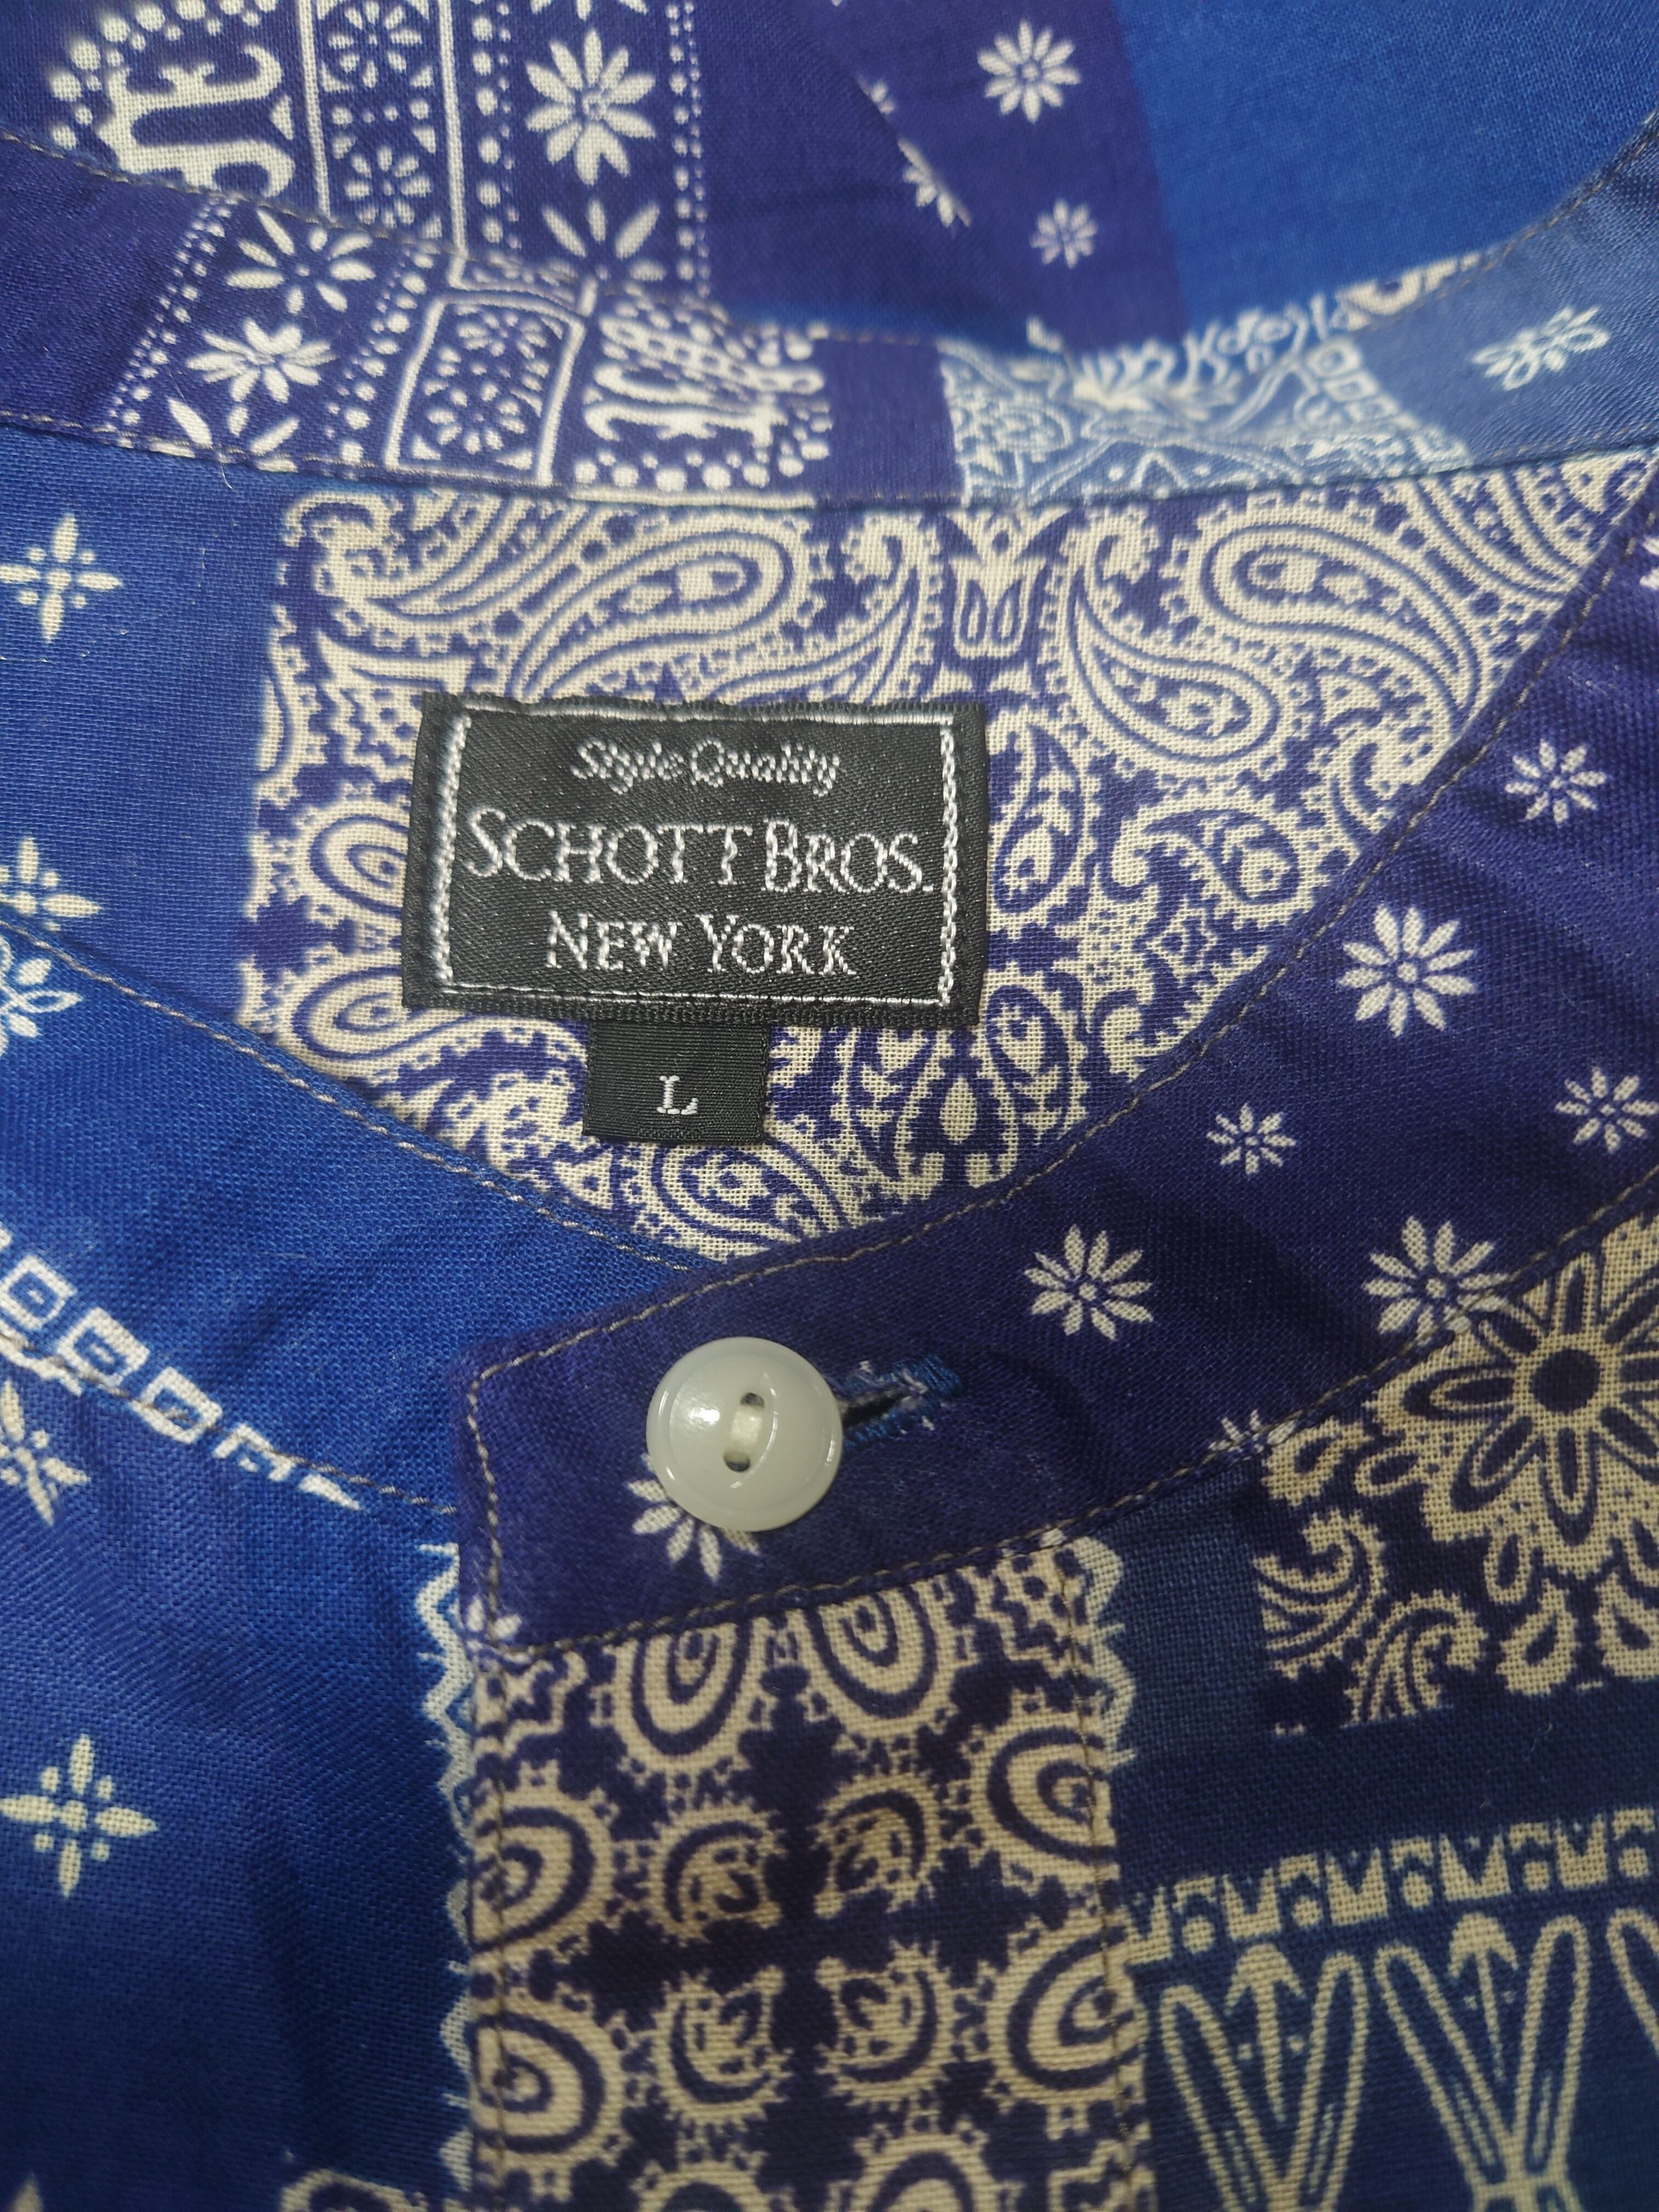 Style Quality
SCHOTT BROS.
NEW YORK
L